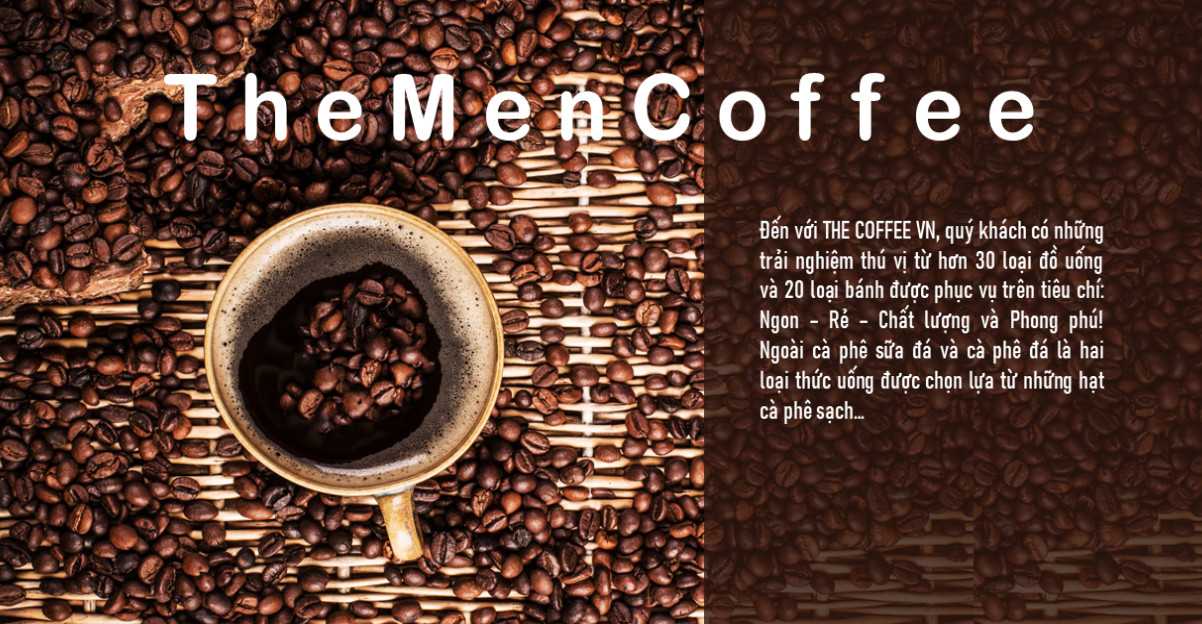 TheMenCoffee
Đến với THE COFFEE VN, quý khách có những
trải nghiệm thú vị từ hơn 30 loại đồ uống
và 20 loại bánh được phục vụ trên tiêu chí:
Ngon - Rẻ - Chất lượng và Phong phú!
Ngoài cà phê sữa đá và cà phê đá là hai
loại thức uống được chọn lựa từ những hạt
cà phê sạch...